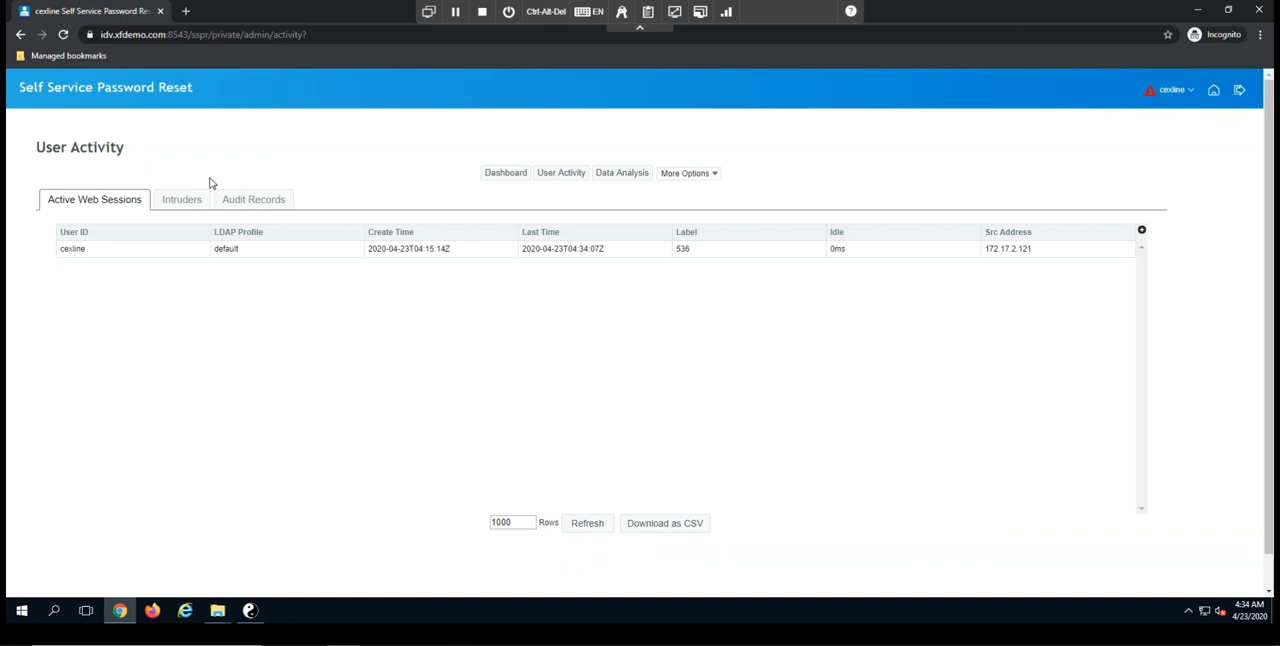 cexline Self Service Password Res
Ctrl-Alt-Del
EN
idv.xfdemo.com:8543/sspr/private/admin/activity?
Incognito
Managed bookmarks
Self Service Password Reset
cexline
User Activity
Dashboard User Activity Data Analysis More Options
Active Web Sessions Intruders Audit Records
User ID LDAP Profile Create Time Last Time Label Idle Src Address
cexline default 2020-04-23T04:15:14Z 2020-04-23T04:34:07Z 536 0ms 172.17.2.121
1000 Rows Refresh Download as CSV
4:34 AM
4/23/2020